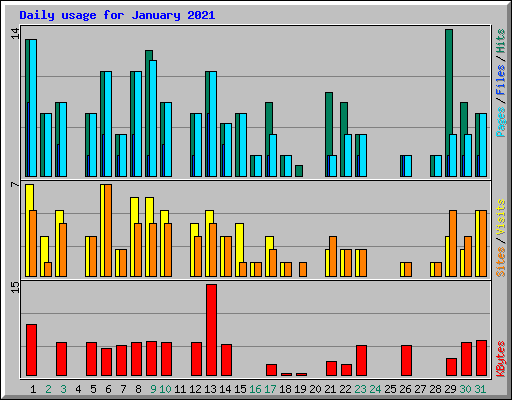 Daily usage for January 2021
14
Pages / Files / Hits
7
Sites / Visits
15
KBytes
1 2 3 4 5 6 7 8 9 10 11 12 13 14 15 16 17 18 19 20 21 22 23 24 25 26 27 28 29 30 31